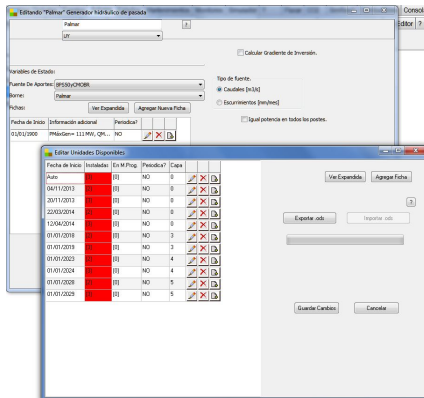 Editando "Palmar" Generador hidráulico de pasada
Consola
Editor ?
Palmar
?
UY
Calcular Gradiente de Inversión.
Variables de Estado:
Fuente De Aportes: BPS50yCMOBR
Borne: Palmar
Fichas: Ver Expandida Agregar Nueva Ficha
Tipo de fuente.
Caudales [m3/s]
Escurrimentos [mm/mes]
Igual potencia en todos los postes.
Fecha de Inicio Información adicional Periodica?
01/01/1900 PMáxGen= 111 MW, QM... NO
Editar Unidades Disponibles
Fecha de Inicio Instaladas En M.Prog. Periodica? Capa
Auto [0] NO 0
04/11/2013 [0] NO 0
20/11/2013 [0] NO 0
22/03/2014 [0] NO 0
12/04/2014 [0] NO 0
01/01/2018 [0] NO 3
01/01/2019 [0] NO 3
01/01/2023 [0] NO 4
01/01/2024 [0] NO 4
01/01/2028 [0] NO 5
01/01/2029 [0] NO 5
Ver Expandida Agregar Ficha
?
Exportar .ods Importar .ods
Guardar Cambios Cancelar